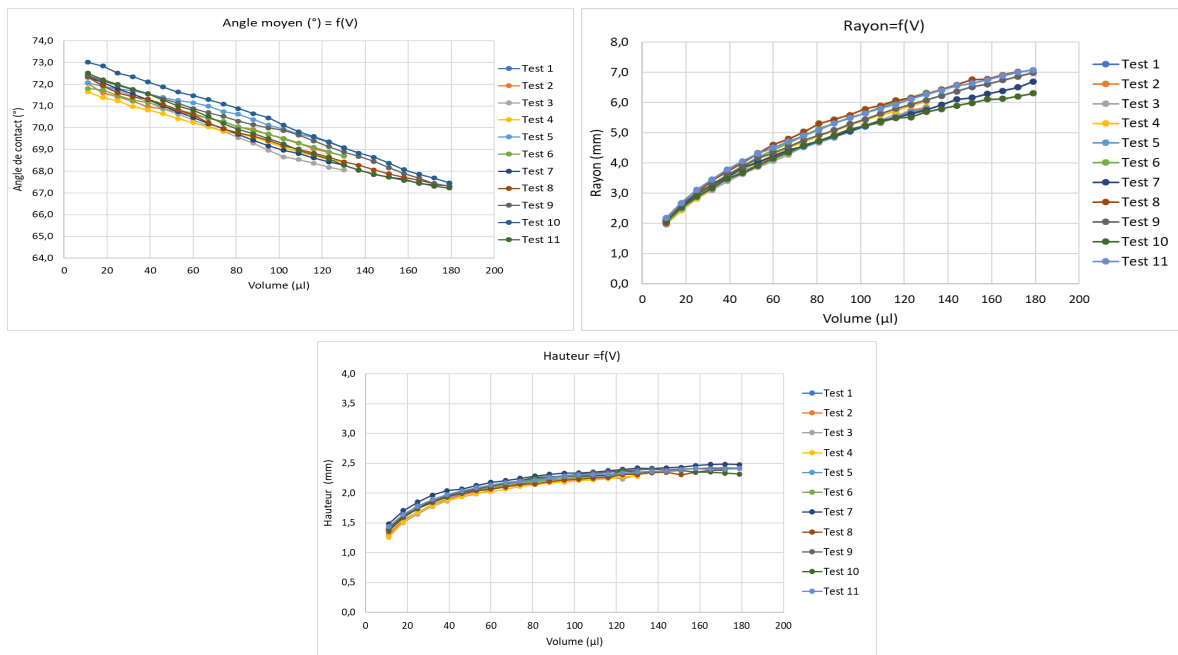 Angle moyen (°) = f(V)
74,0
73,0
72,0
71,0
70,0
69,0
68,0
67,0
66,0
65,0
64,0
Angle de contact (°)
0 20 40 60 80 100 120 140 160 180 200
Volume (µl)
Test 1
Test 2
Test 3
Test 4
Test 5
Test 6
Test 7
Test 8
Test 9
Test 10
Test 11
Rayon=f(V)
8,0
7,0
6,0
5,0
4,0
3,0
2,0
1,0
0,0
Rayon (mm)
0 20 40 60 80 100 120 140 160 180 200
Volume (µl)
Test 1
Test 2
Test 3
Test 4
Test 5
Test 6
Test 7
Test 8
Test 9
Test 10
Test 11
Hauteur =f(V)
4,0
3,5
3,0
2,5
2,0
1,5
1,0
0,5
0,0
Hauteur (mm)
0 20 40 60 80 100 120 140 160 180 200
Volume (µl)
Test 1
Test 2
Test 3
Test 4
Test 5
Test 6
Test 7
Test 8
Test 9
Test 10
Test 11